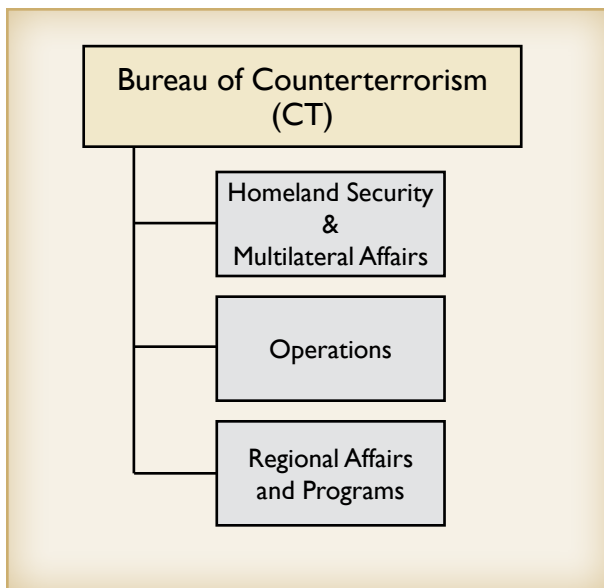 Bureau of Counterterrorism
(CT)
Homeland Security
&
Multilateral Affairs
Operations
Regional Affairs
and Programs